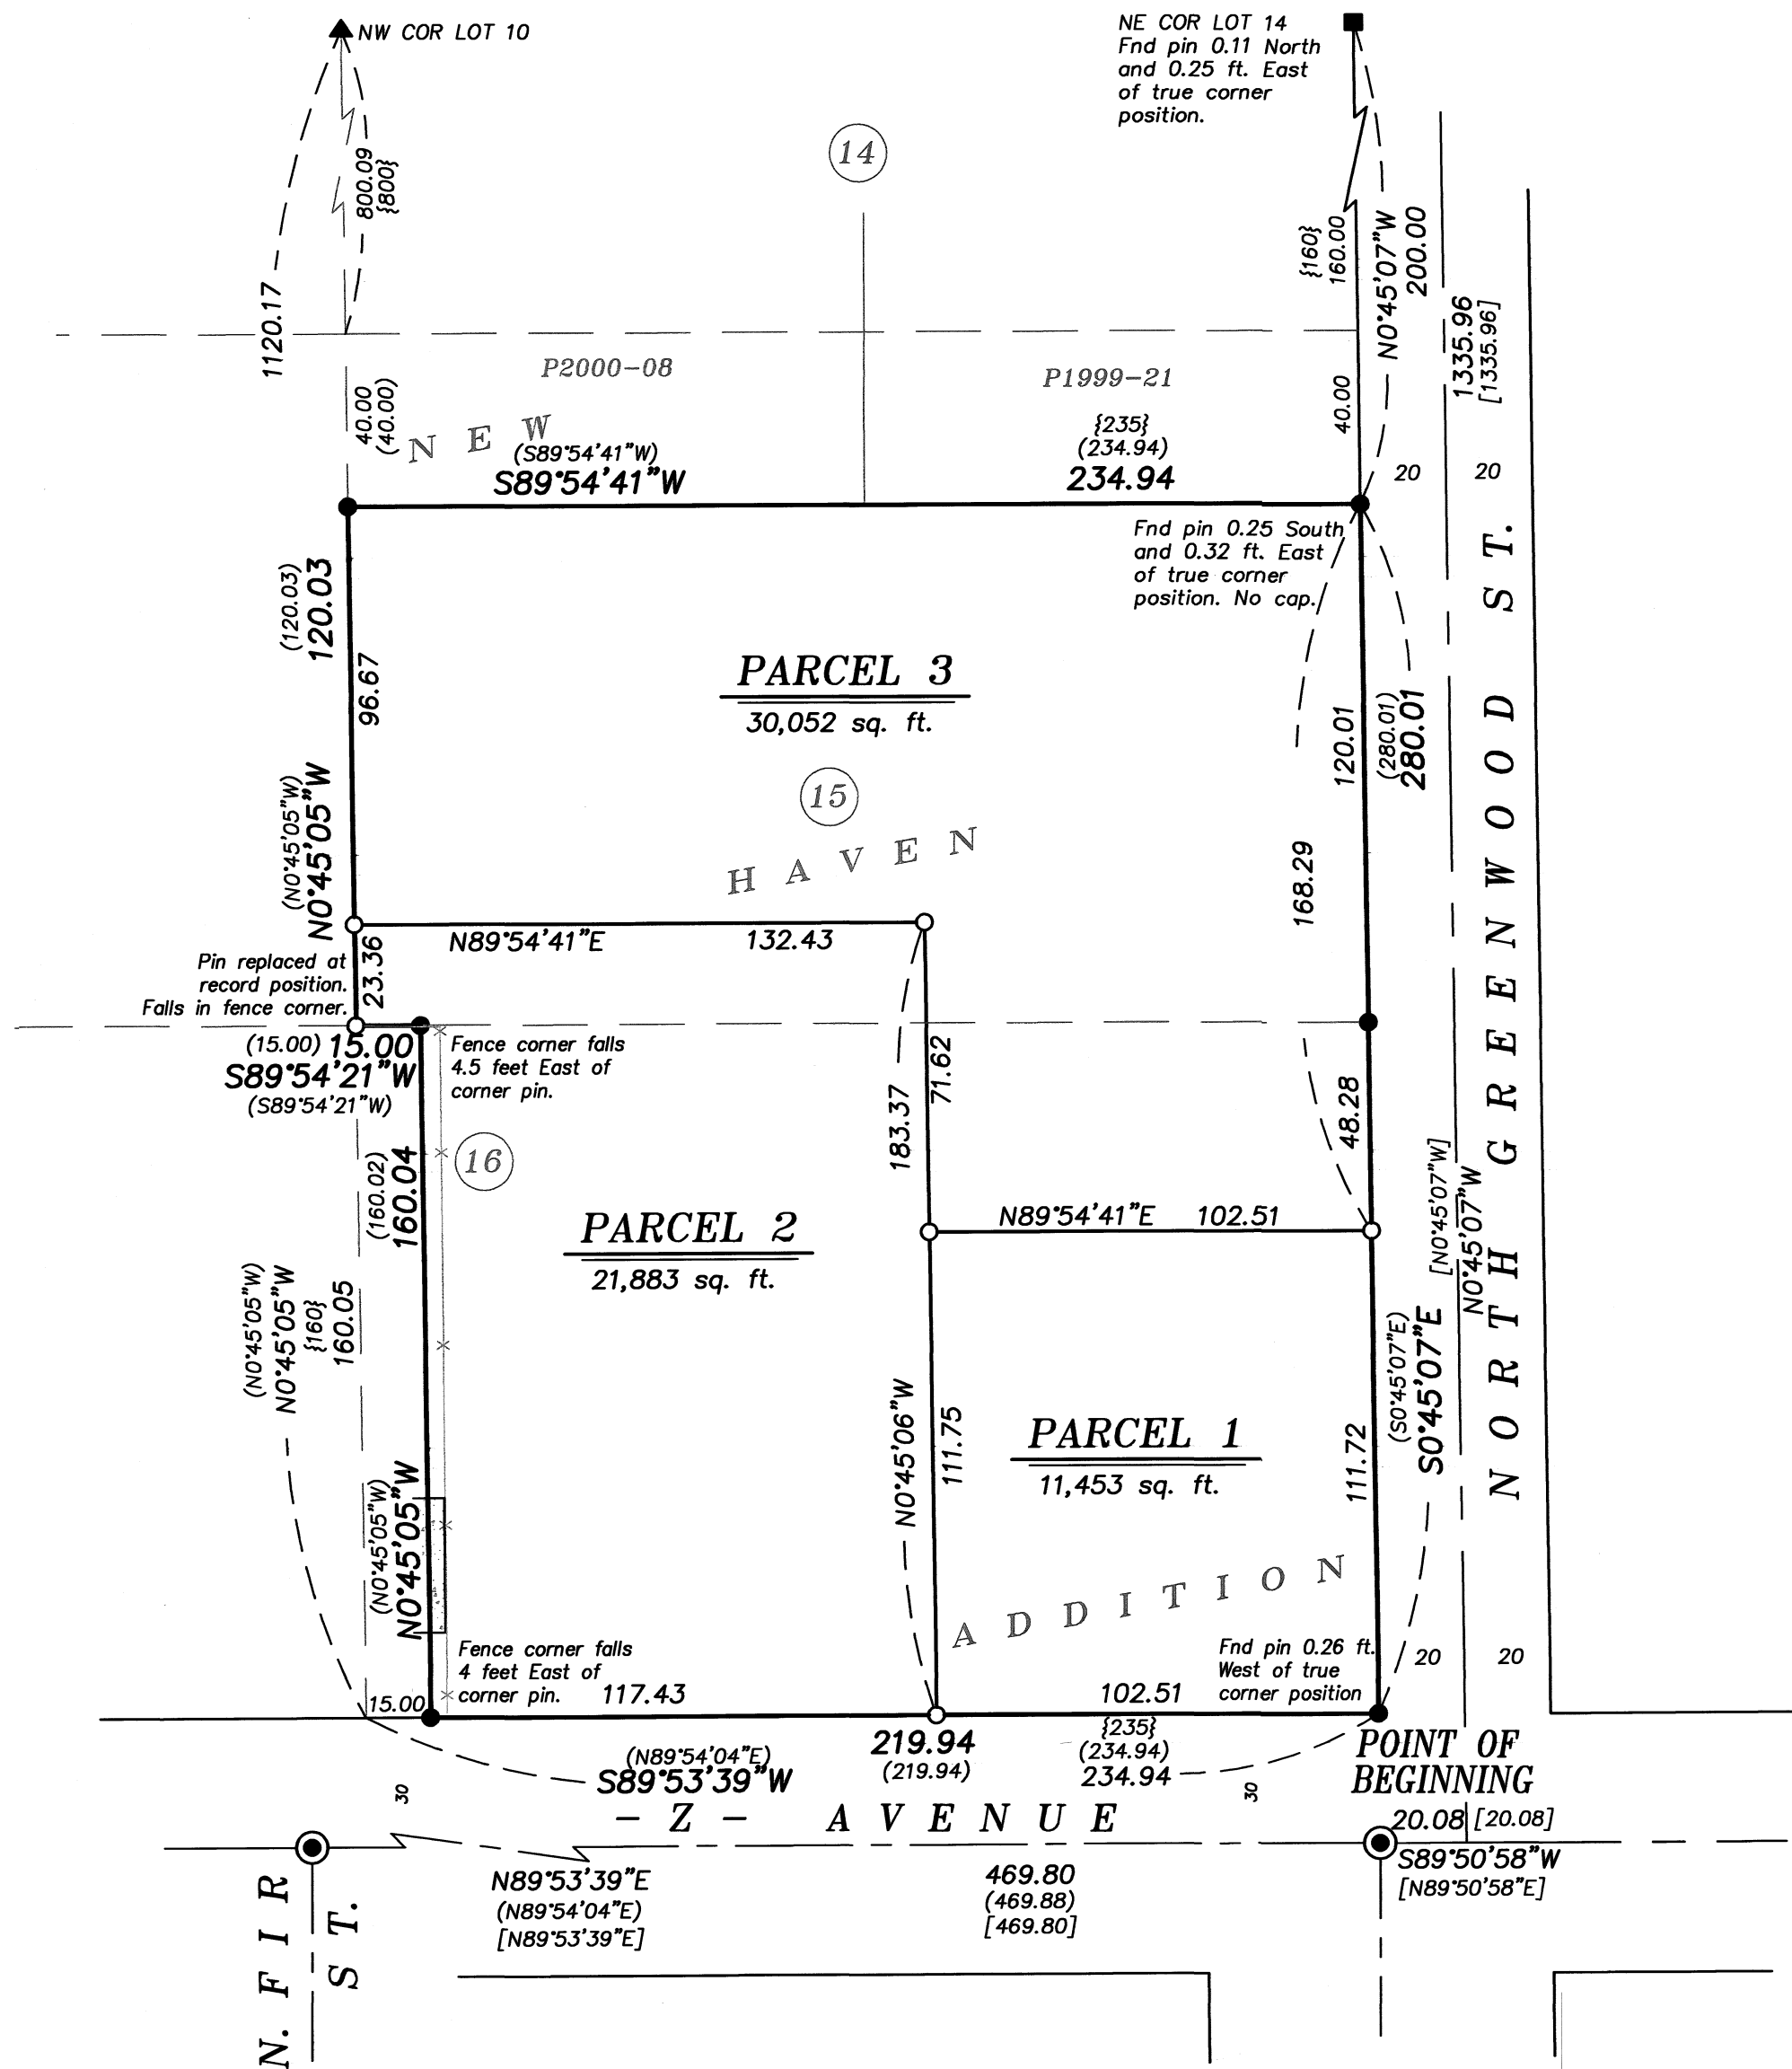 NW COR LOT 10
NE COR LOT 14
Fnd pin 0.11 North
and 0.25 ft. East
of true corner
position.
14
800.09
{800}
1120.17
{160}
160.00
N0°45'07"W
200.00
1335.96
[1335.96]
P2000-08
P1999-21
40.00
(40.00)
40.00
NEW
(S89°54'41"W)
S89°54'41"W
{235}
(234.94)
234.94
20
20
Fnd pin 0.25 South
and 0.32 ft. East
of true corner
position. No cap.
(120.03)
120.03
96.67
PARCEL 3
30,052 sq. ft.
120.01
(280.01)
280.01
15
HAVEN
168.29
(N0°45'05"W)
N0°45'05"W
N89°54'41"E
132.43
Pin replaced at
record position.
Falls in fence corner.
23.36
(15.00) 15.00
S89°54'21"W
(S89°54'21"W)
Fence corner falls
4.5 feet East of
corner pin.
71.62
183.37
48.28
16
(160.02)
160.04
N89°54'41"E 102.51
[N0°45'07"W]
N0°45'07"W
NORTH GREENWOOD ST.
PARCEL 2
21,883 sq. ft.
(N0°45'05"W)
N0°45'05"W
{160}
160.05
(S0°45'07"E)
S0°45'07"E
N0°45'06"W
111.75
PARCEL 1
11,453 sq. ft.
111.72
(N0°45'05"W)
N0°45'05"W
ADDITION
Fence corner falls
4 feet East of
corner pin.
117.43
15.00
102.51
Fnd pin 0.26 ft.
West of true
corner position
20
20
(N89°54'04"E)
S89°53'39"W
219.94
(219.94)
{235}
(234.94)
234.94
POINT OF
BEGINNING
30
30
- Z - AVENUE
20.08 [20.08]
S89°50'58"W
[N89°50'58"E]
N89°53'39"E
(N89°54'04"E)
[N89°53'39"E]
469.80
(469.88)
[469.80]
N. FIR
ST.